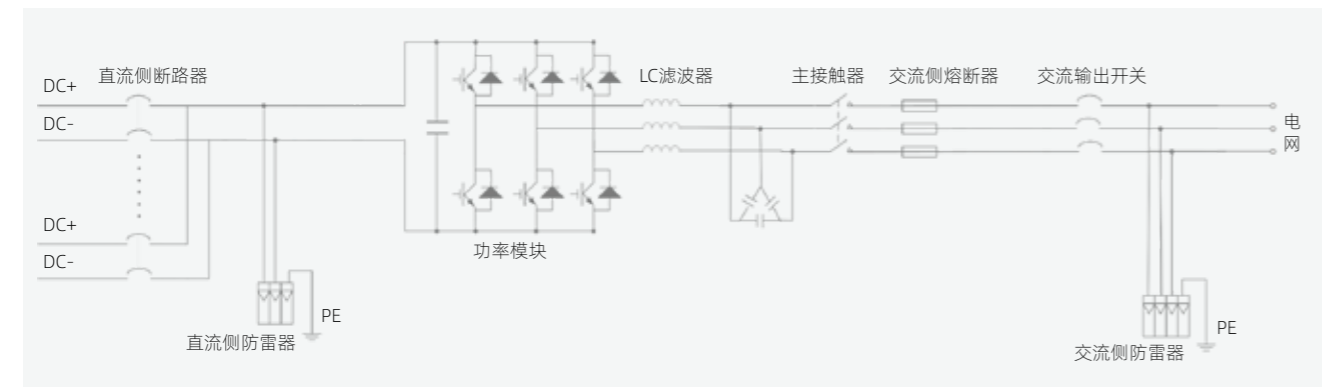 DC+
直流侧断路器
DC-
LC滤波器
主接触器
交流侧熔断器
交流输出开关
电
网
DC+
DC-
功率模块
PE
直流侧防雷器
PE
交流侧防雷器